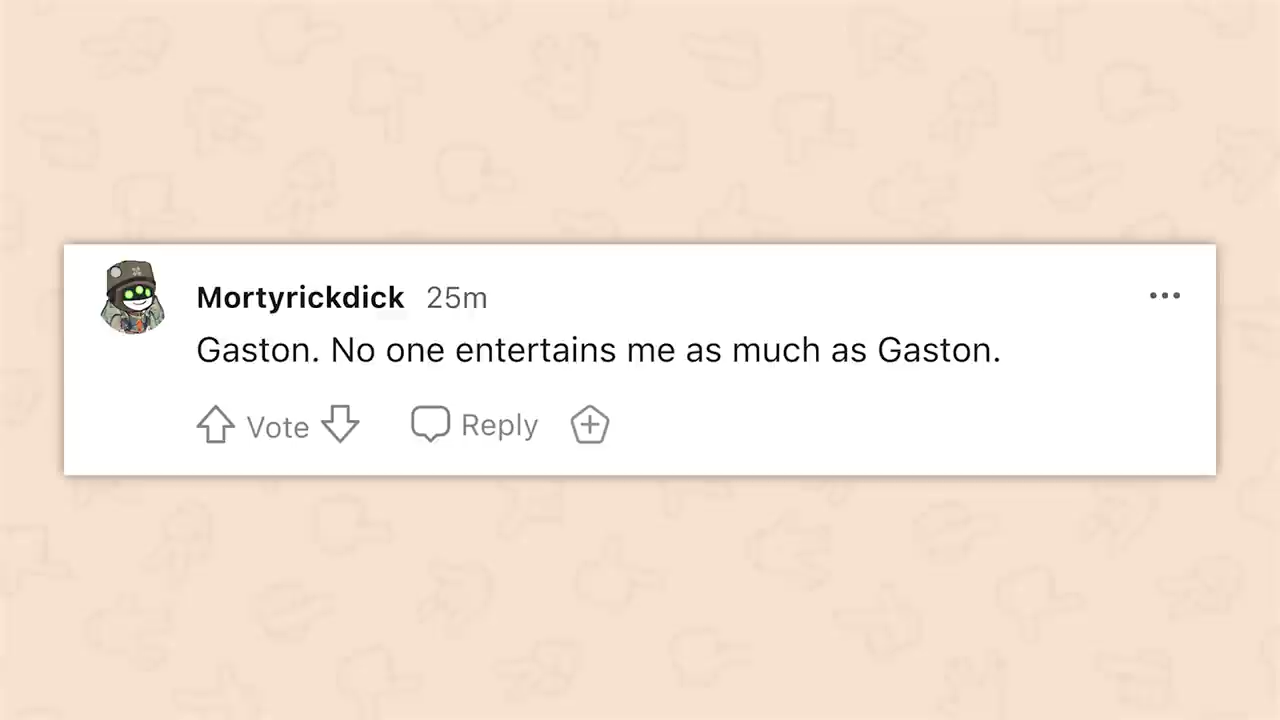 Mortyrickdick 25m
Gaston. No one entertains me as much as Gaston.
Vote Reply